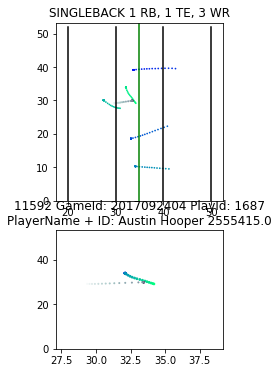 SINGLEBACK 1 RB, 1 TE, 3 WR
50
40
30
20
10
0
20 30 40 50
11592 GameId: 2017092404 PlayId: 1687
PlayerName + ID: Austin Hooper 2555415.0
40
20
0
27.5 30.0 32.5 35.0 37.5